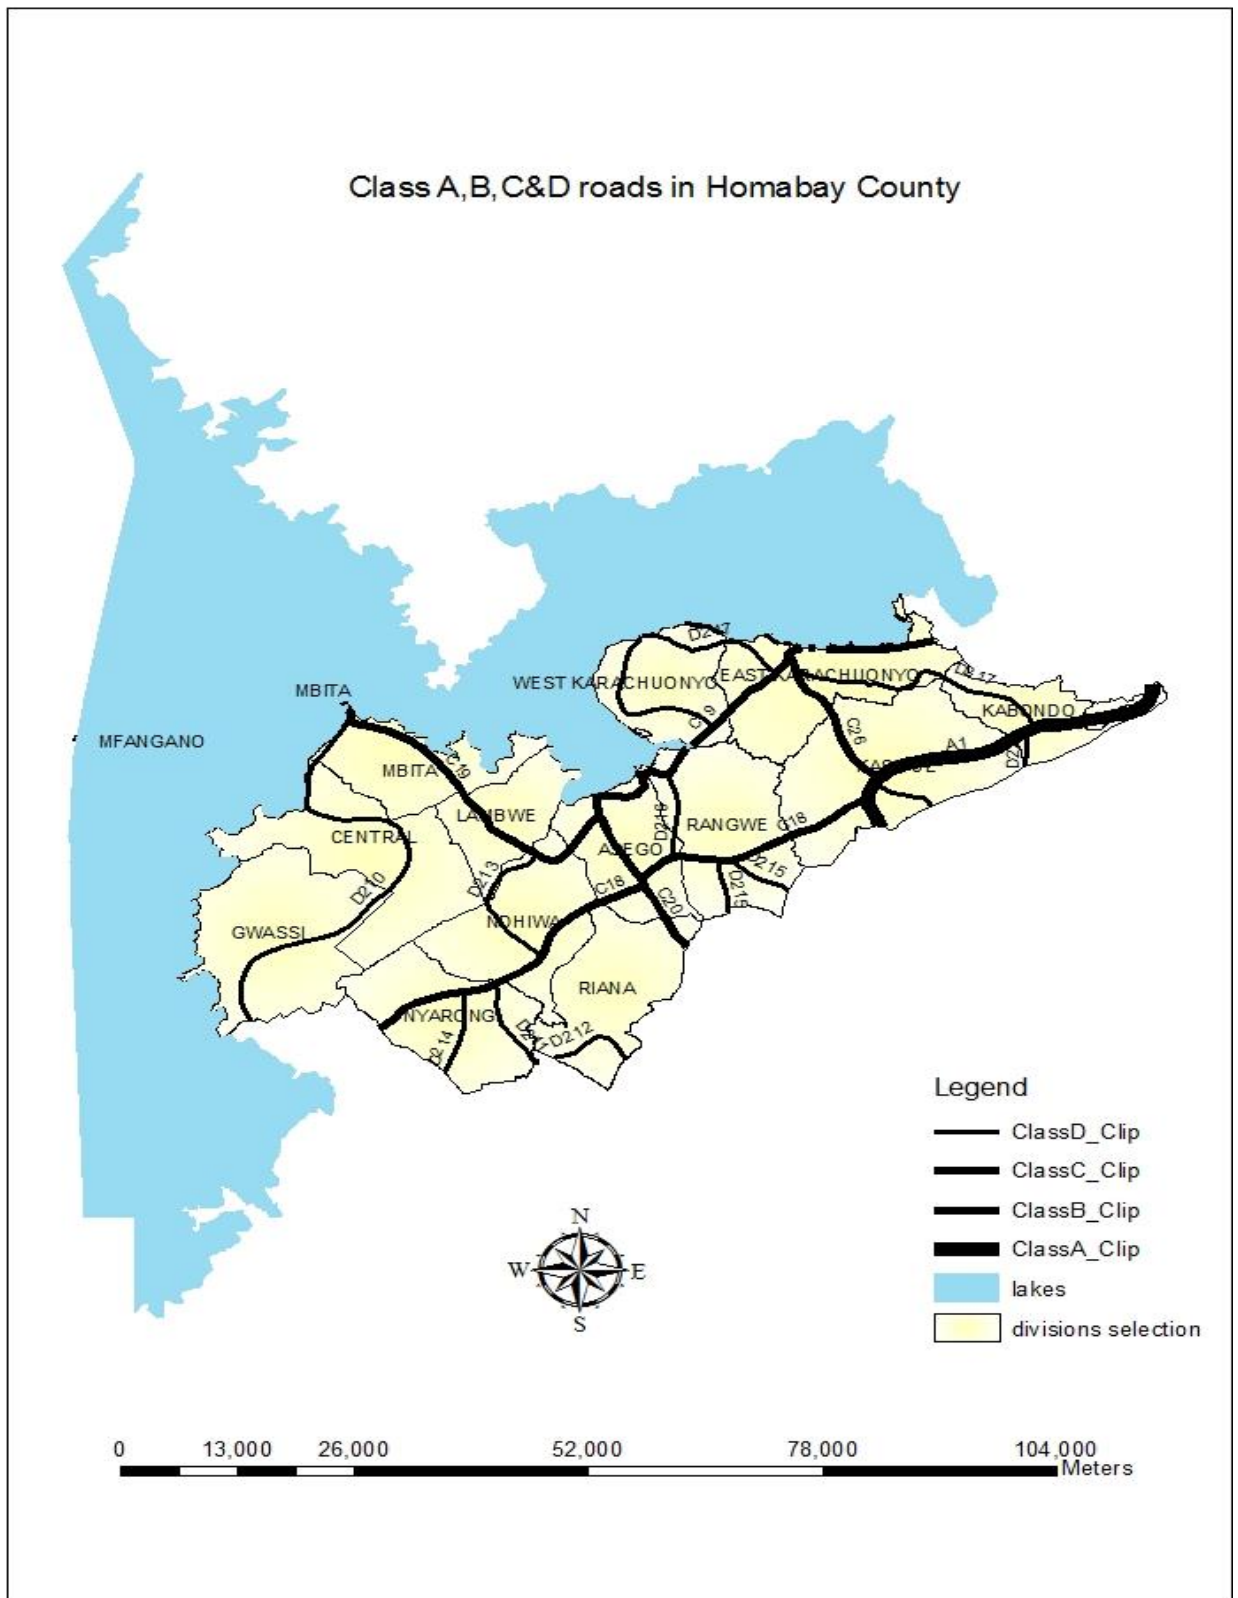 Class A,B,C&D roads in Homabay County
D217
WEST KARACHUONYO
EAST KARACHUONYO
D217
MBITA
KABONDO
C19
C26
MFANGANO
A1
MBITA
C19
LAMBWE
D218
RANGWE
C18
CENTRAL
ASEGO
D215
D213
D210
C18
D219
C20
GWASSI
NDHIWA
RIANA
NYARONGI
D214
D212
Legend
ClassD_Clip
ClassC_Clip
ClassB_Clip
ClassA_Clip
lakes
divisions selection
N
W E
S
0 13,000 26,000 52,000 78,000 104,000
Meters